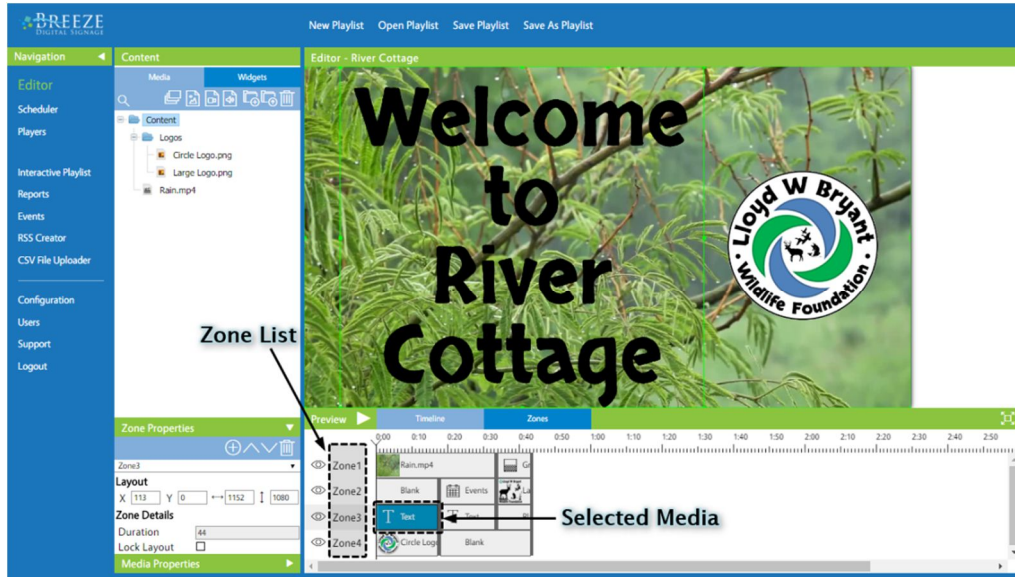 BREEZE
DIGITAL SIGNAGE
New Playlist Open Playlist Save Playlist Save As Playlist
Navigation
Editor
Scheduler
Players
Interactive Playlist
Reports
Events
RSS Creator
CSV File Uploader
Configuration
Users
Support
Logout
Content
Media Widgets
Content
Logos
Circle Logo.png
Large Logo.png
Rain.mp4
Editor - River Cottage
Welcome
to
River
Cottage
Lloyd W Bryant
Wildlife Foundation
Zone List
Zone Properties
Zone3
Layout
X 113 Y 0 1152 1080
Zone Details
Duration 44
Lock Layout
Media Properties
Preview Timeline Zones
0:00 0:10 0:20 0:30 0:40 0:50 1:00 1:10 1:20 1:30 1:40 1:50 2:00 2:10 2:20 2:30 2:40 2:50
Zone1 Rain.mp4 Gr
Zone2 Blank Events La
Zone3 Text Text Bl
Zone4 Circle Logo Blank
Selected Media